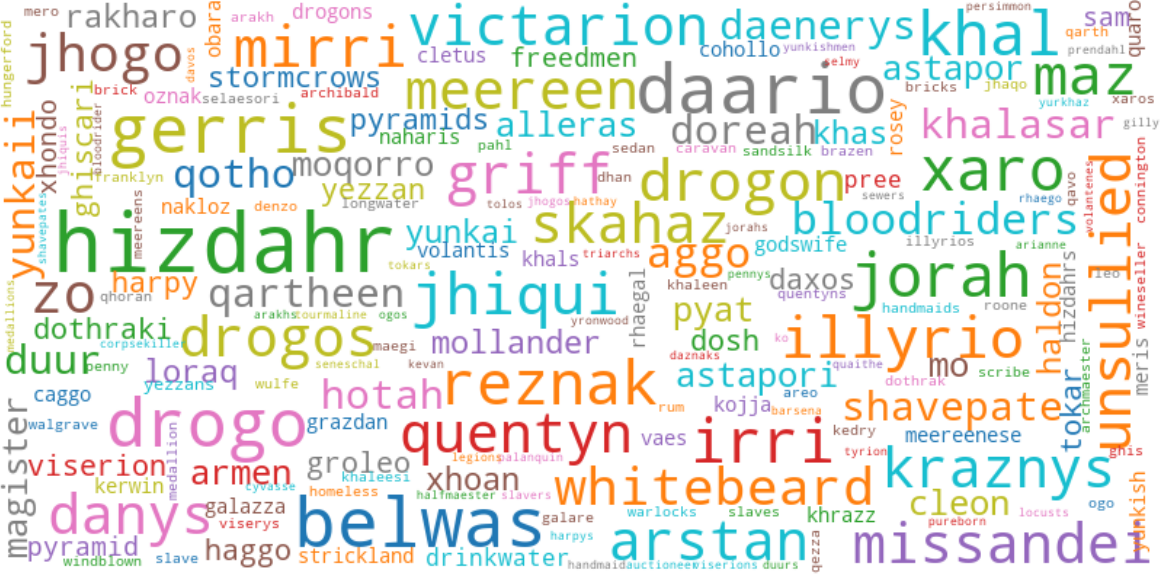 mero
rakharo
arakh
drogons
victarion
daenerys
khal
persimmon
sam
qarth
quaro
hungerford
jhogo
davos
obara
mirri
cletus
freedmen
cohollo
yunkishmen
selmy
astapor
prendahl
maz
stormcrows
brick
oznak
selaesori
archibald
meereen
daario
bricks
jhaqo
yurkhaz
xaros
yunkaii
xhondo
jhiquis
ghiscari
bloodrider
gerris
pyramids
naharis
alleras
pahl
doreah
khas
rosey
khalasar
gilly
franklyn
qotho
moqorro
yezzan
longwater
griff
dhan
sedan
caravan
sandsilk
brazen
drogon
pree
sewers
xaro
rhaego
qavo
volantenes
unsullied
connington
shavepates
meereens
nakloz
denzo
tolos
jhogos
hathay
hizdahr
yunkai
volantis
tokars
skahaz
khals
triarchs
jorahs
bloodriders
godswife
illyrios
arianne
aggo
pennys
khaleen
daxos
quentyns
jorah
handmaids
roone
haldon
hizdahrs
rieo
wineseller
medallions
zo
harpy
qhoran
qartheen
jhiqui
rhaegal
pyat
dothraki
corpsekiller
arakhs
tourmaline
ogos
drogos
maegi
mollander
yronwood
dosh
daznaks
ko
illyrio
mo
scribe
archmaester
meris
duur
penny
loraq
yezzans
wulfe
seneschal
kevan
reznak
astapori
quaithe
dothrak
tokar
caggo
walgrave
drogo
medallion
hotah
grazdan
quentyn
rum
kojja
areo
barsena
shavepate
magister
vaes
irri
kedry
tyrion
meereenese
ghis
viserion
armen
groleo
khaleesi
legions
palanquin
kraznys
kerwin
tyvasse
homeless
xhoan
halfmaester
slavers
whitebeard
cleon
ogo
yunkish
danys
galazza
viserys
belwas
galare
harpys
warlocks
slaves
khrazz
pureborn
locusts
pyramid
windblown
slave
haggo
strickland
drinkwater
handmaid
auctioneer
viserions
arstan
duurs
qezza
missandei